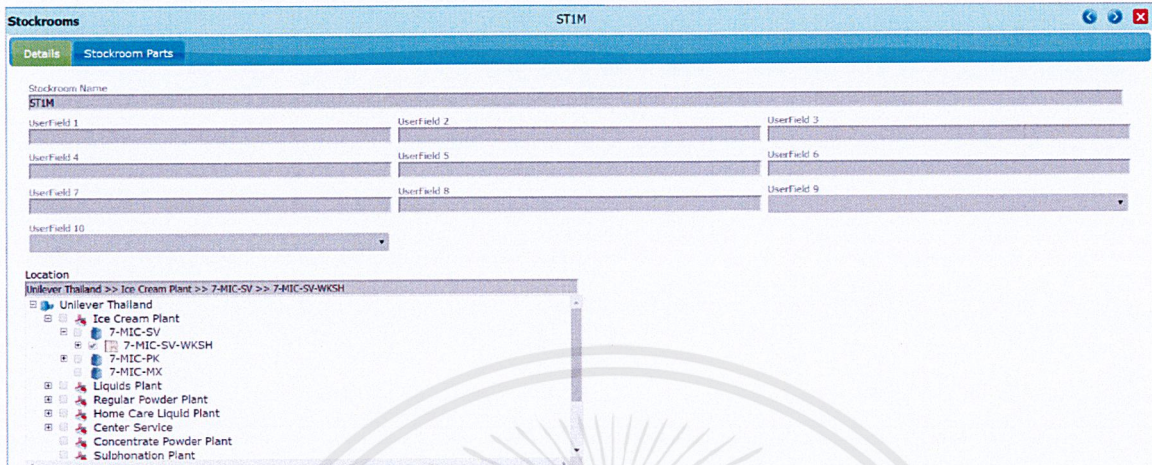 Stockrooms ST1M
Details Stockroom Parts
Stockroom Name
ST1M
UserField 1 UserField 2 UserField 3
UserField 4 UserField 5 UserField 6
UserField 7 UserField 8 UserField 9
UserField 10
Location
Unilever Thailand >> Ice Cream Plant >> 7-MIC-SV >> 7-MIC-SV-WKSH
Unilever Thailand
Ice Cream Plant
7-MIC-SV
7-MIC-SV-WKSH
7-MIC-PK
7-MIC-MX
Liquids Plant
Regular Powder Plant
Home Care Liquid Plant
Center Service
Concentrate Powder Plant
Sulphonation Plant